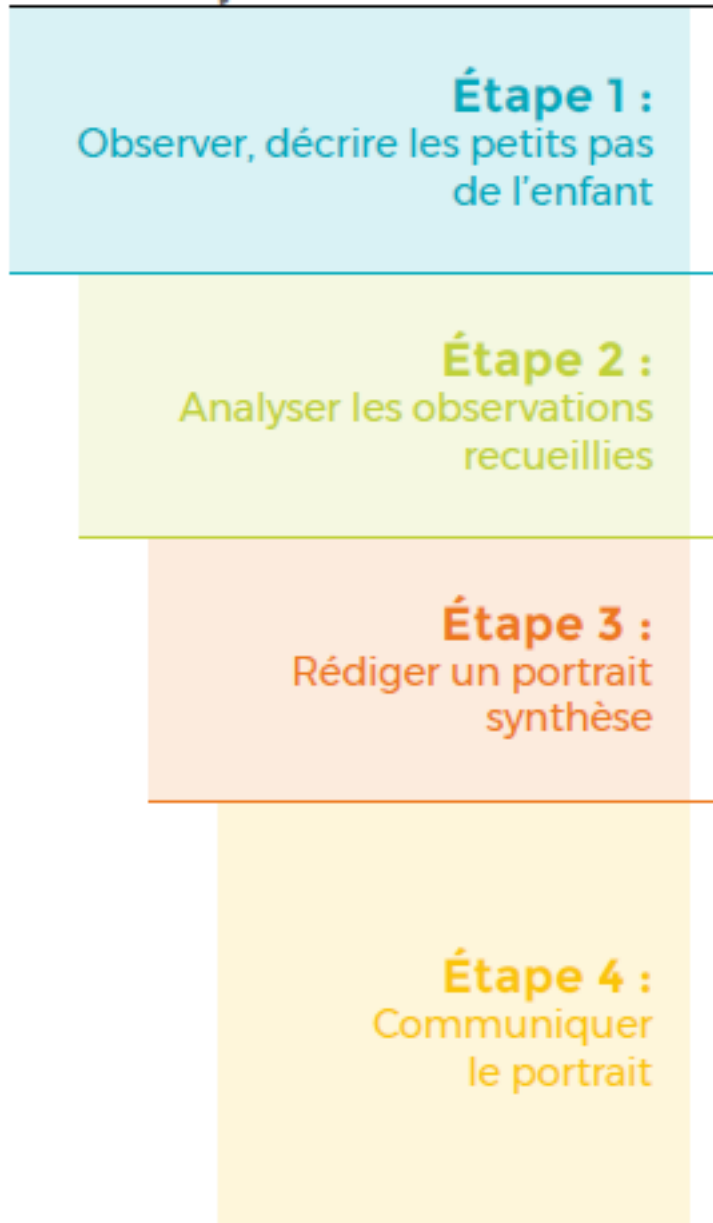 Étape 1 :
Observer, décrire les petits pas
de l'enfant
Étape 2 :
Analyser les observations
recueillies
Étape 3 :
Rédiger un portrait
synthèse
Étape 4 :
Communiquer
le portrait